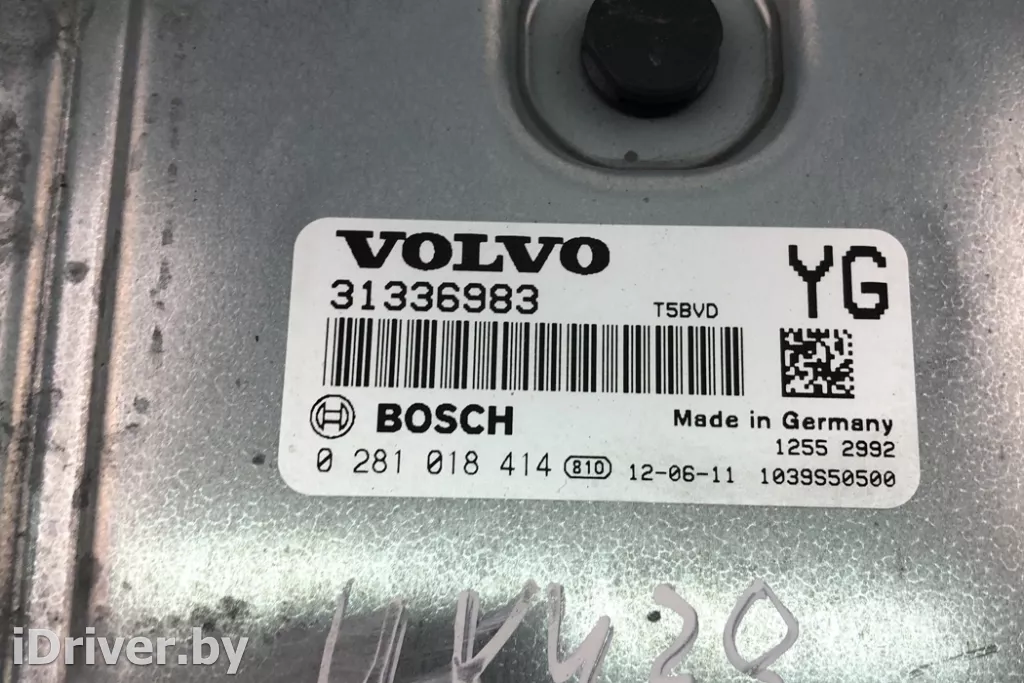 VOLVO
31336983 T5BVD YG
BOSCH Made in Germany
1255 2992
0 281 018 414 810 12-06-11 1039S50500
iDriver.by